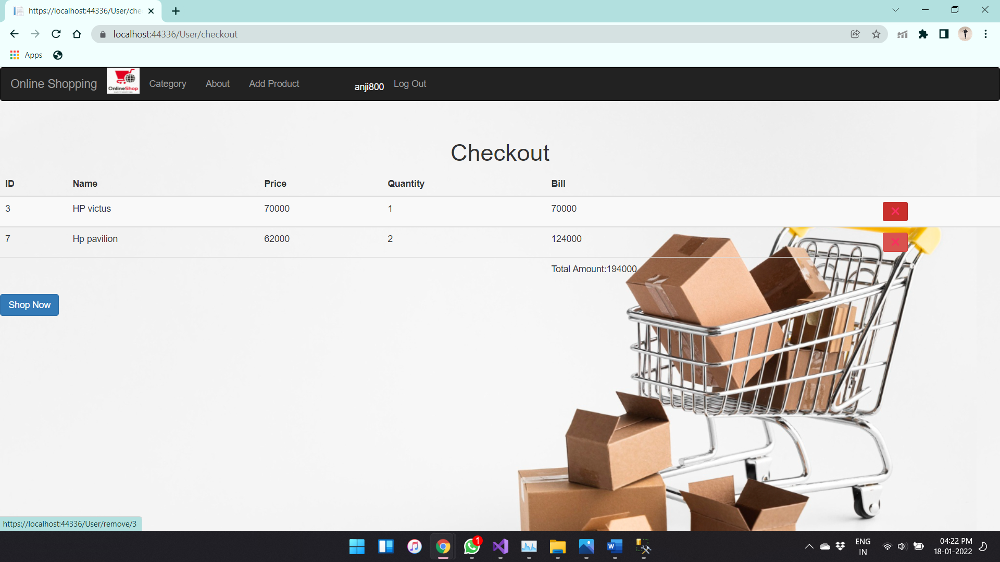 https://localhost:44336/User/che
localhost:44336/User/checkout
Apps
Online Shopping
OnlineShop
Category
About
Add Product
anji800
Log Out
Checkout
ID Name Price Quantity Bill
3 HP victus 70000 1 70000
7 Hp pavilion 62000 2 124000
Total Amount:194000
Shop Now
https://localhost:44336/User/remove/3
1
W
ENG
IN
04:22 PM
18-01-2022